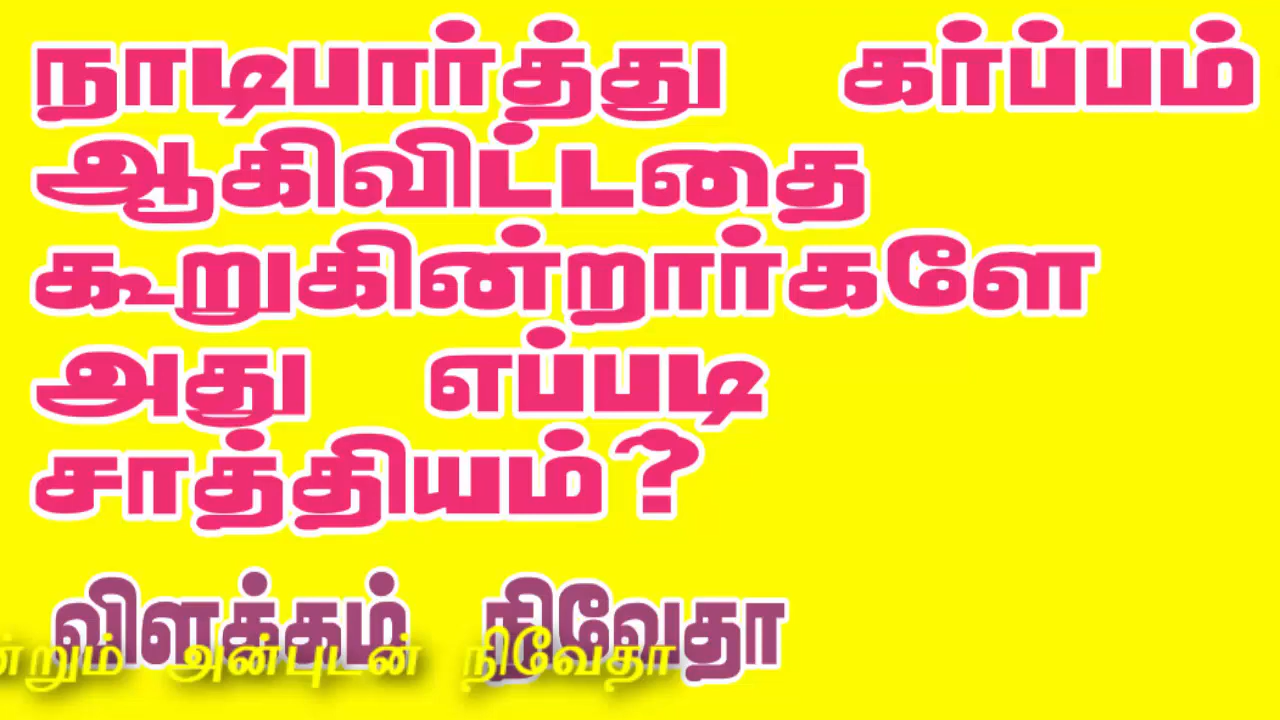 நாடிபார்த்து கர்ப்பம்
ஆகிவிட்டதை
கூறுகின்றார்களே
அது எப்படி
சாத்தியம்?
விளக்கம் நிவேதா
அன்புடன் நிவேதா